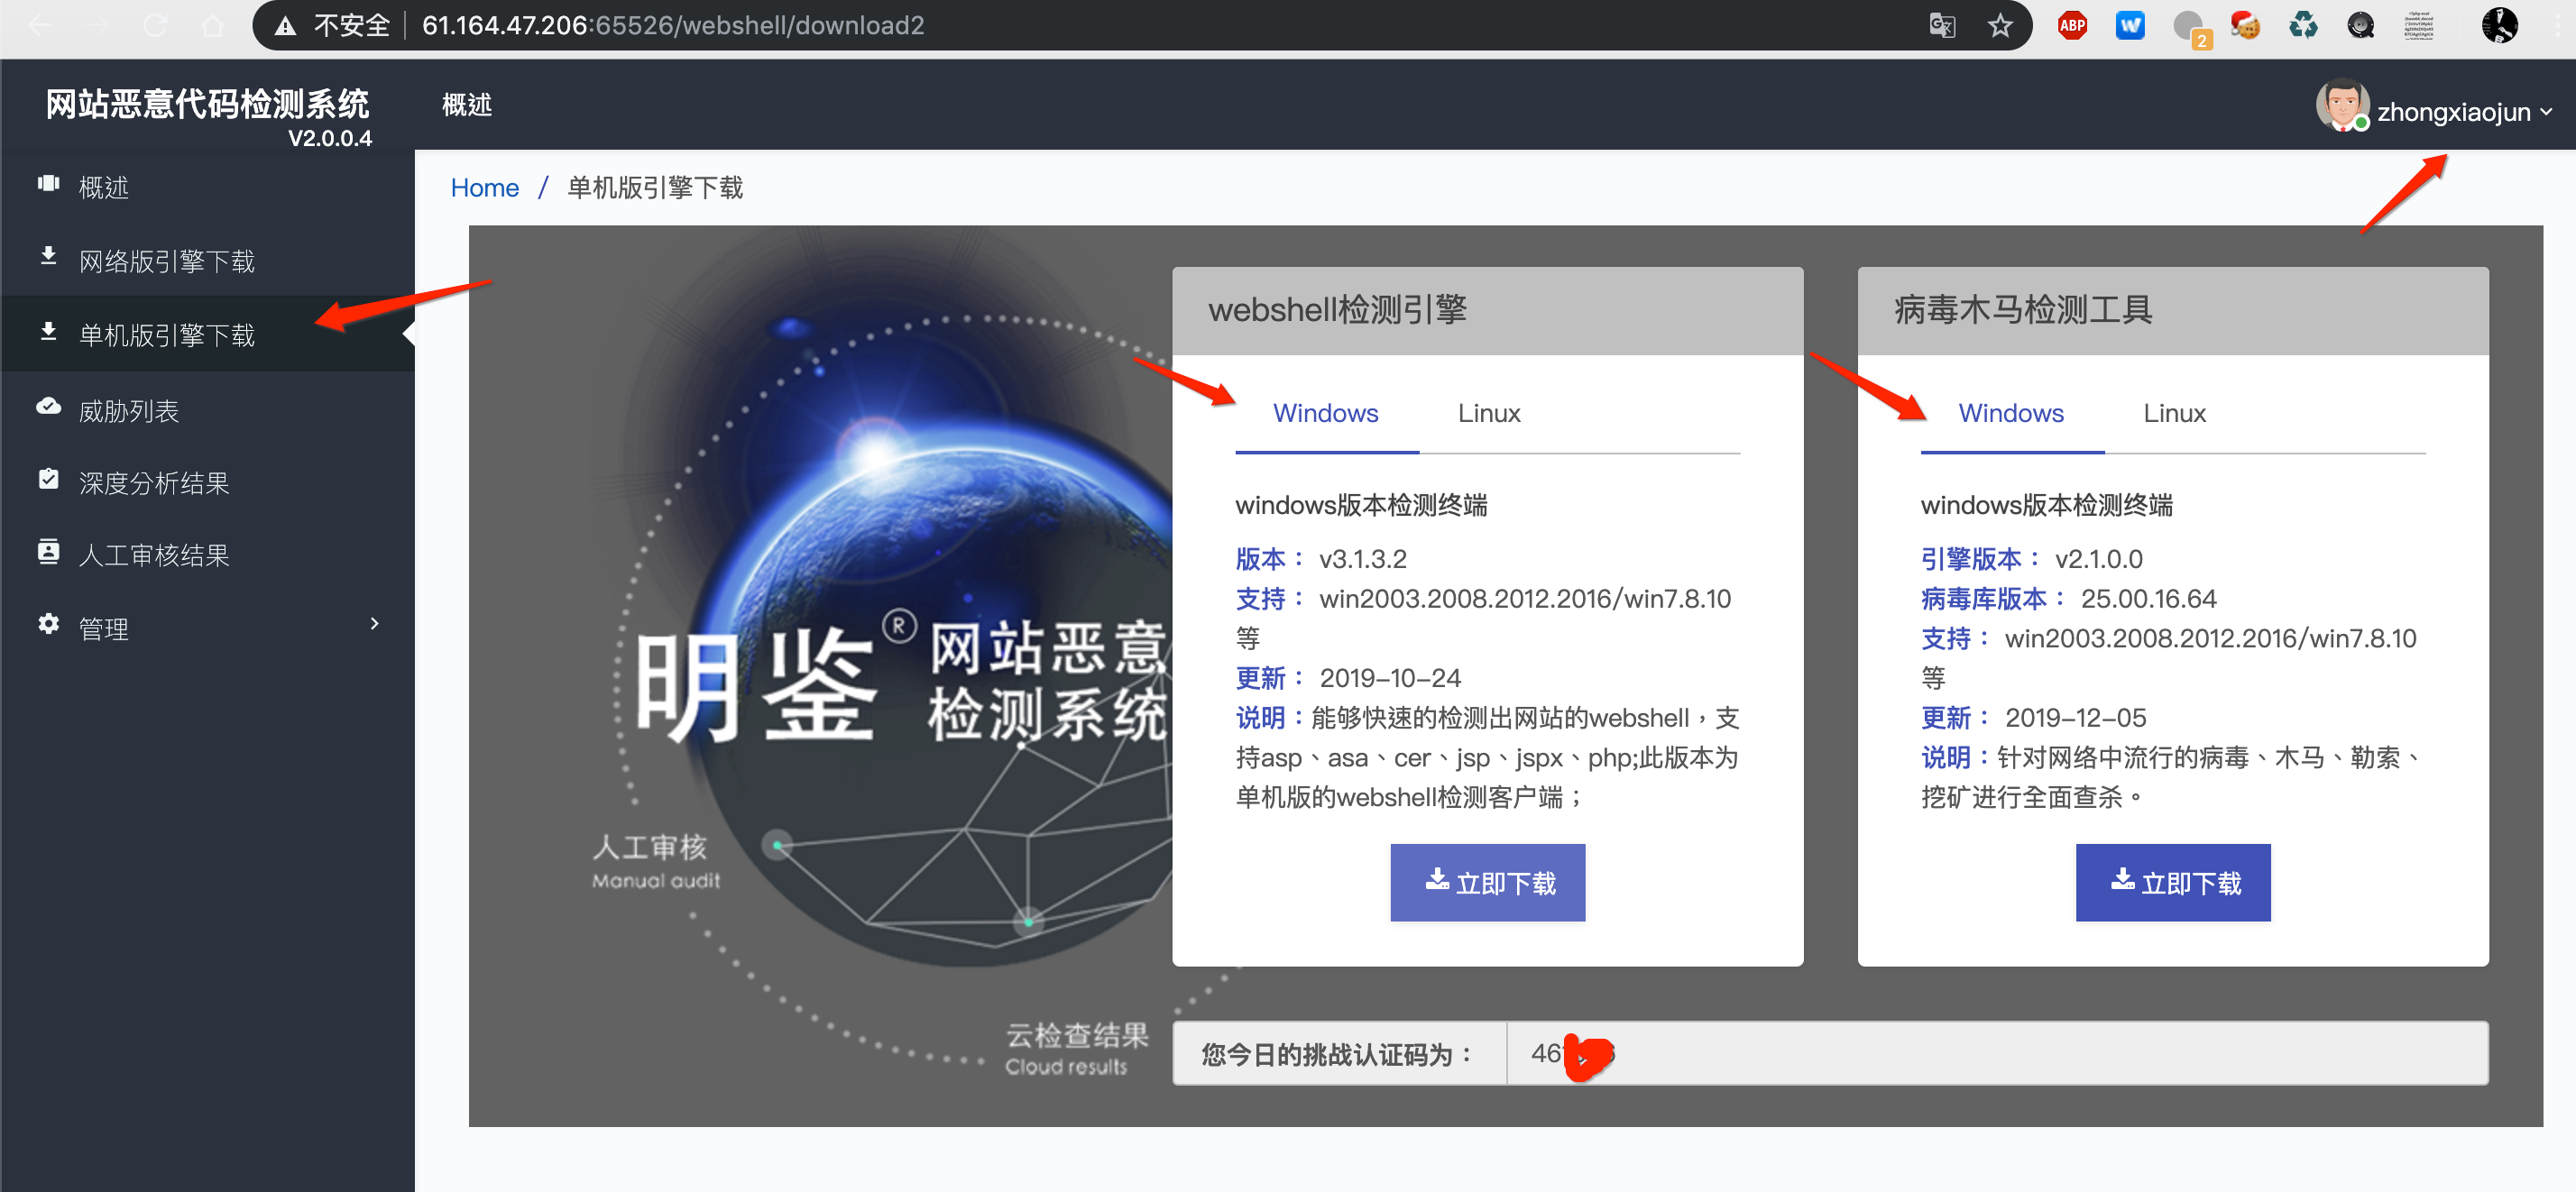 不安全 61.164.47.206:65526/webshell/download2
ABP
2
网站恶意代码检测系统
V2.0.0.4
概述
zhongxiaojun
概述
网络版引擎下载
单机版引擎下载
威胁列表
深度分析结果
人工审核结果
管理
Home / 单机版引擎下载
明鉴®
网站恶意
检测系统
人工审核
Manual audit
云检查结果
Cloud results
webshell检测引擎
Windows Linux
windows版本检测终端
版本： v3.1.3.2
支持： win2003.2008.2012.2016/win7.8.10
等
更新： 2019-10-24
说明：能够快速的检测出网站的webshell，支
持asp、asa、cer、jsp、jspx、php;此版本为
单机版的webshell检测客户端；
立即下载
病毒木马检测工具
Windows Linux
windows版本检测终端
引擎版本： v2.1.0.0
病毒库版本： 25.00.16.64
支持： win2003.2008.2012.2016/win7.8.10
等
更新： 2019-12-05
说明：针对网络中流行的病毒、木马、勒索、
挖矿进行全面查杀。
立即下载
您今日的挑战认证码为：